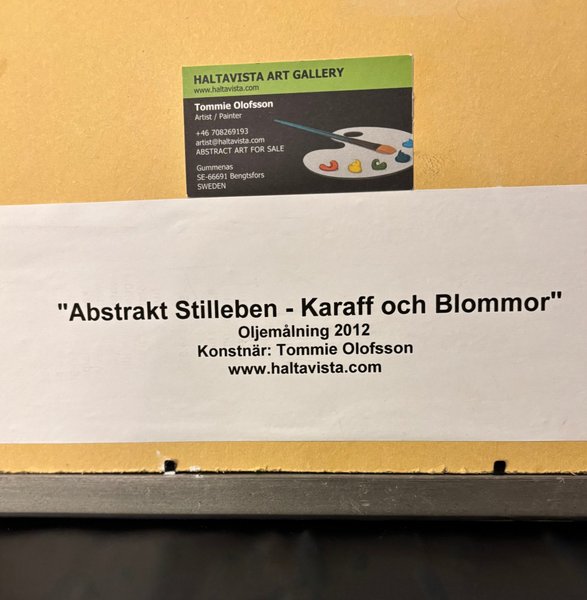 HALTAVISTA ART GALLERY
www.haltavista.com
Tommie Olofsson
Artist / Painter
+46 708269193
artist@haltavista.com
ABSTRACT ART FOR SALE
Gummenas
SE-66691 Bengtsfors
SWEDEN
"Abstrakt Stilleben - Karaff och Blommor"
Oljemålning 2012
Konstnär: Tommie Olofsson
www.haltavista.com